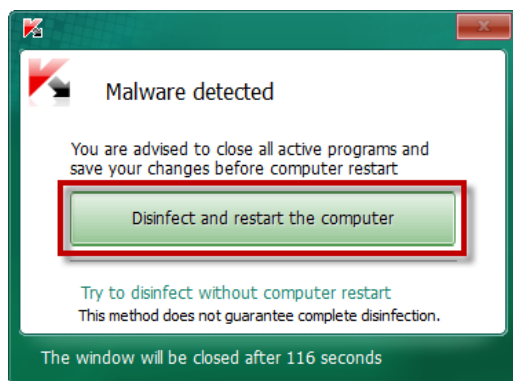 Malware detected
You are advised to close all active programs and
save your changes before computer restart
Disinfect and restart the computer
Try to disinfect without computer restart
This method does not guarantee complete disinfection.
The window will be closed after 116 seconds